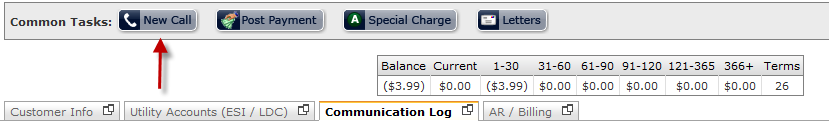 Common Tasks: New Call Post Payment A Special Charge Letters
Balance Current 1-30 31-60 61-90 91-120 121-365 366+ Terms
($3.99) $0.00 ($3.99) $0.00 $0.00 $0.00 $0.00 $0.00 26
Customer Info Utility Accounts (ESI / LDC) Communication Log AR / Billing